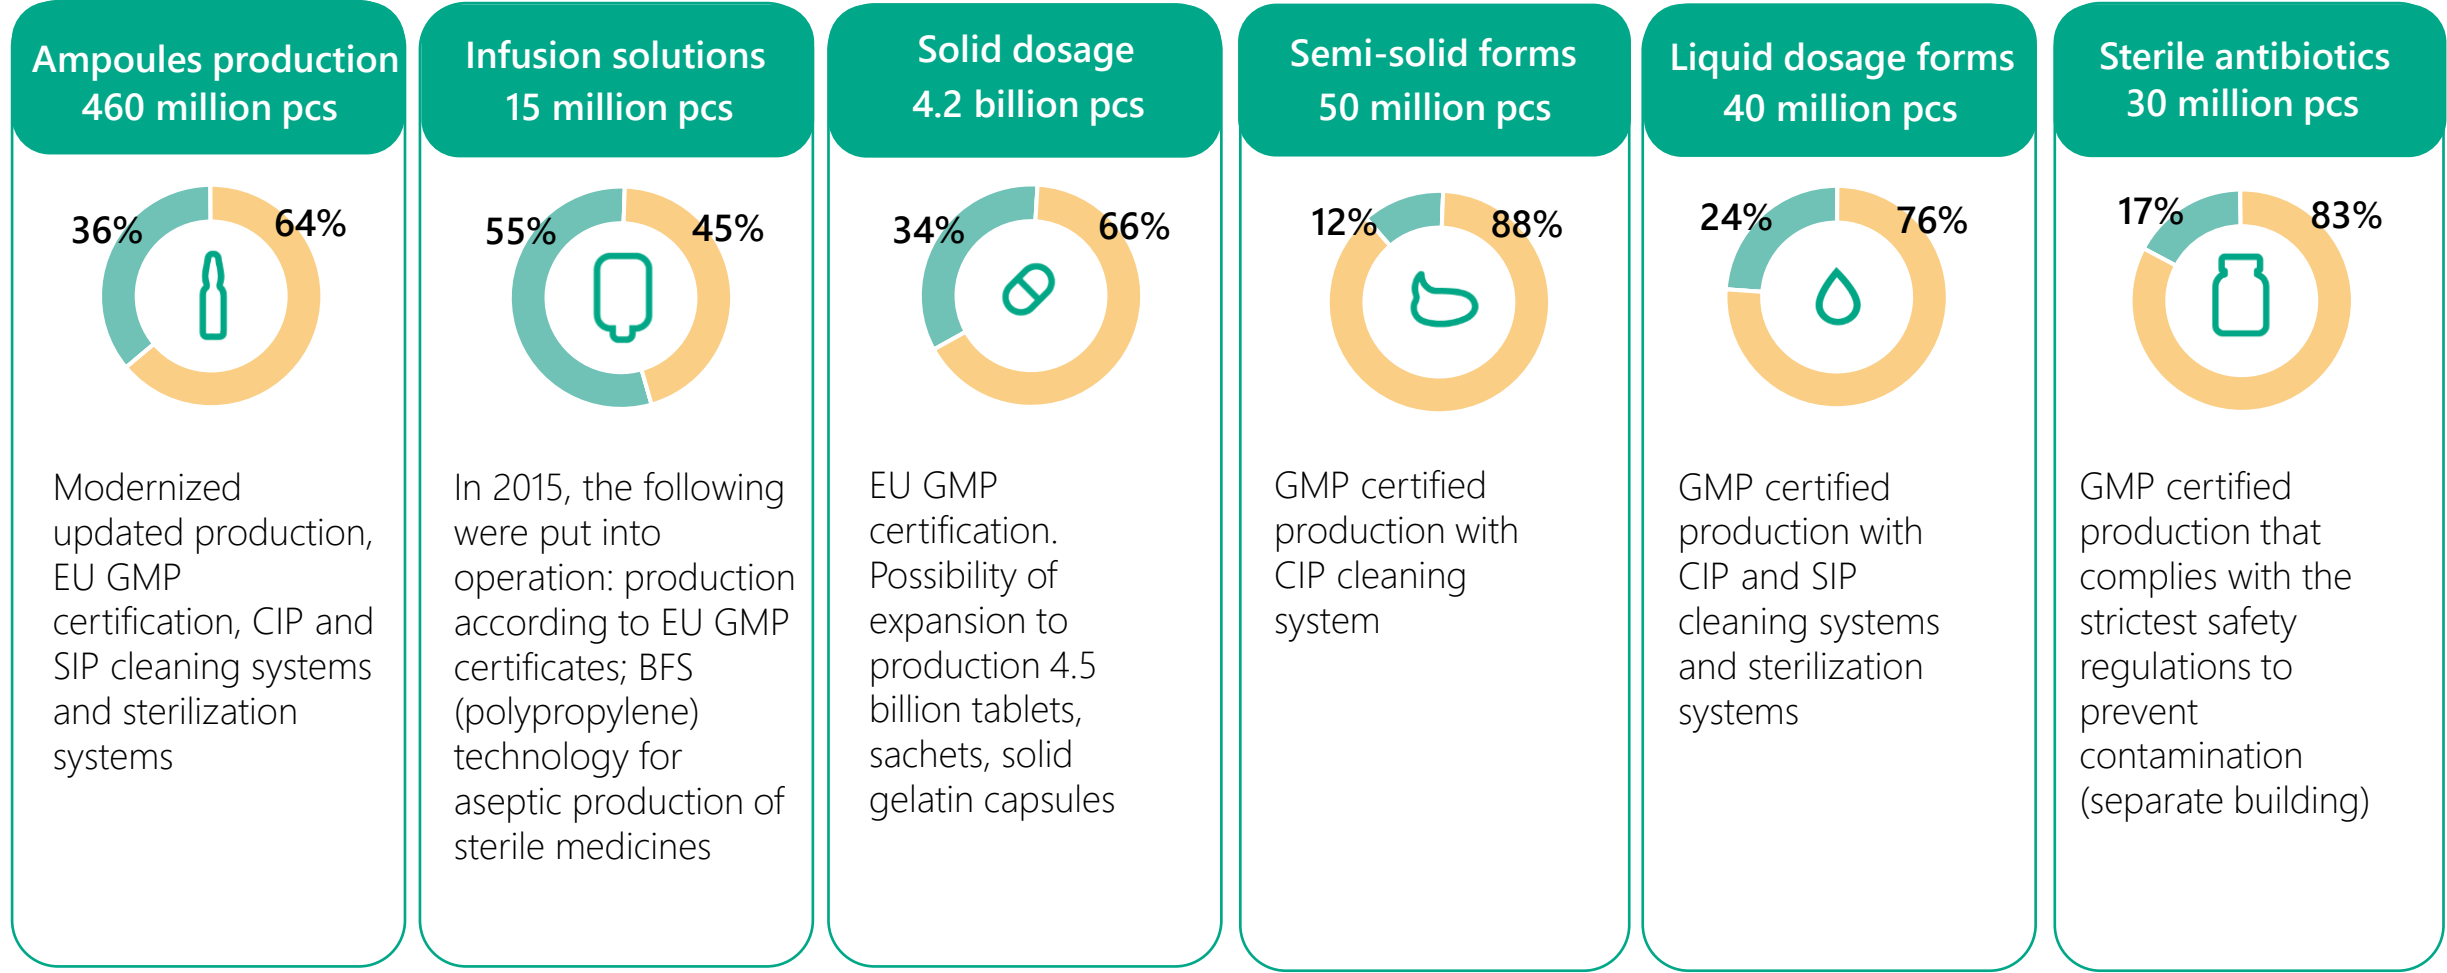 Ampoules production
460 million pcs
36%
64%
Modernized
updated production,
EU GMP
certification, CIP and
SIP cleaning systems
and sterilization
systems
Infusion solutions
15 million pcs
55%
45%
In 2015, the following
were put into
operation: production
according to EU GMP
certificates; BFS
(polypropylene)
technology for
aseptic production of
sterile medicines
Solid dosage
4.2 billion pcs
34%
66%
EU GMP
certification.
Possibility of
expansion to
production 4.5
billion tablets,
sachets, solid
gelatin capsules
Semi-solid forms
50 million pcs
12%
88%
GMP certified
production with
CIP cleaning
system
Liquid dosage forms
40 million pcs
24%
76%
GMP certified
production with
CIP and SIP
cleaning systems
and sterilization
systems
Sterile antibiotics
30 million pcs
17%
83%
GMP certified
production that
complies with the
strictest safety
regulations to
prevent
contamination
(separate building)